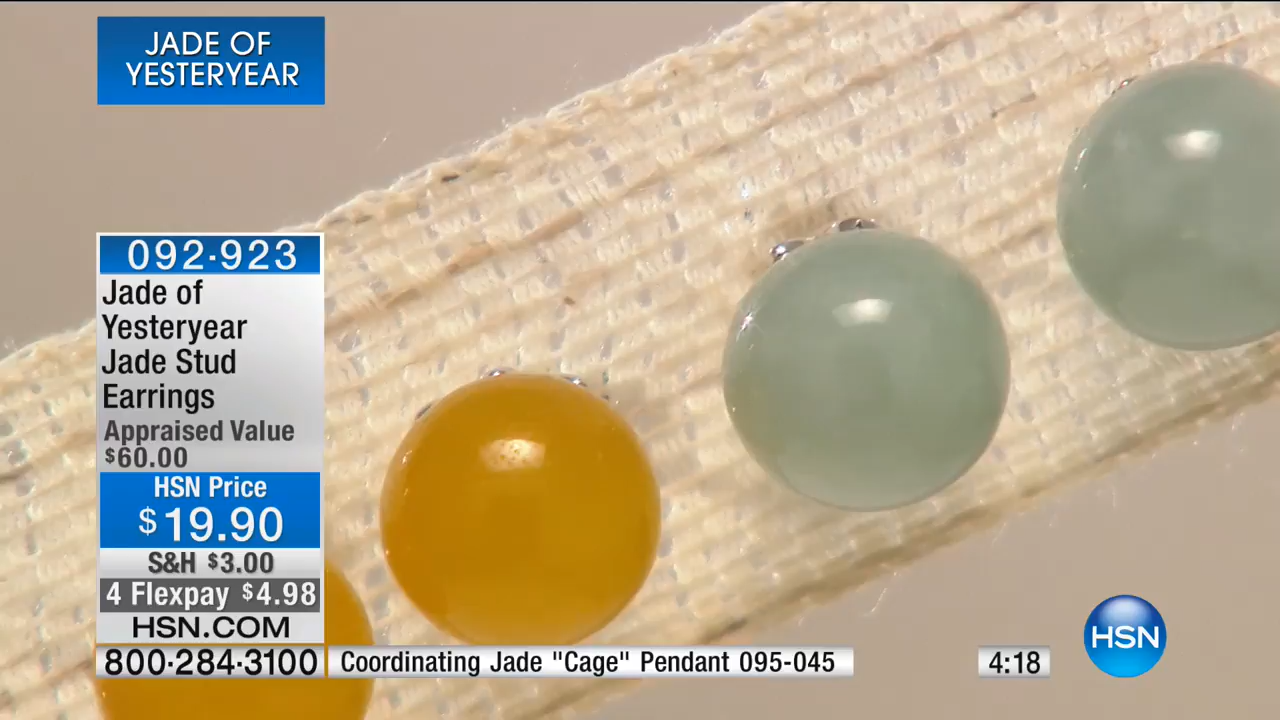 JADE OF
YESTERYEAR
092·923
Jade of
Yesteryear
Jade Stud
Earrings
Appraised Value
$60.00
HSN Price
$19.90
S&H $3.00
4 Flexpay $4.98
HSN.COM
800·284·3100
Coordinating Jade "Cage" Pendant 095-045
4:18
HSN